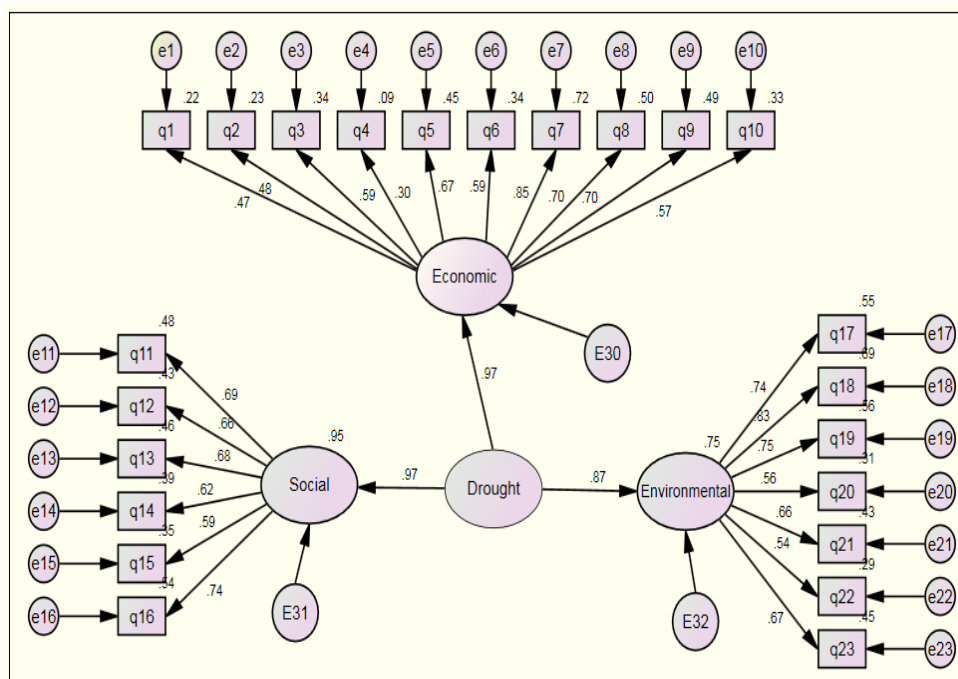 e1 e2 e3 e4 e5 e6 e7 e8 e9 e10
.22 .23 .34 .09 .45 .34 .72 .50 .49 .33
q1 q2 q3 q4 q5 q6 q7 q8 q9 q10
.47 .48 .59 .30 .67 .59 .85 .70 .70 .57
Economic
E30
.97
.48
e11 q11
.69
.43
e12 q12
.66
.46
e13 q13
.68
.39
e14 q14
.62
.35
e15 q15
.59
.54
e16 q16
.74
.95
Social
E31
.97
Drought
.87
.75
Environmental
E32
.55
.74
q17 e17
.69
.83
q18 e18
.56
.75
q19 e19
.31
.56
q20 e20
.43
.66
q21 e21
.29
.54
q22 e22
.45
.67
q23 e23